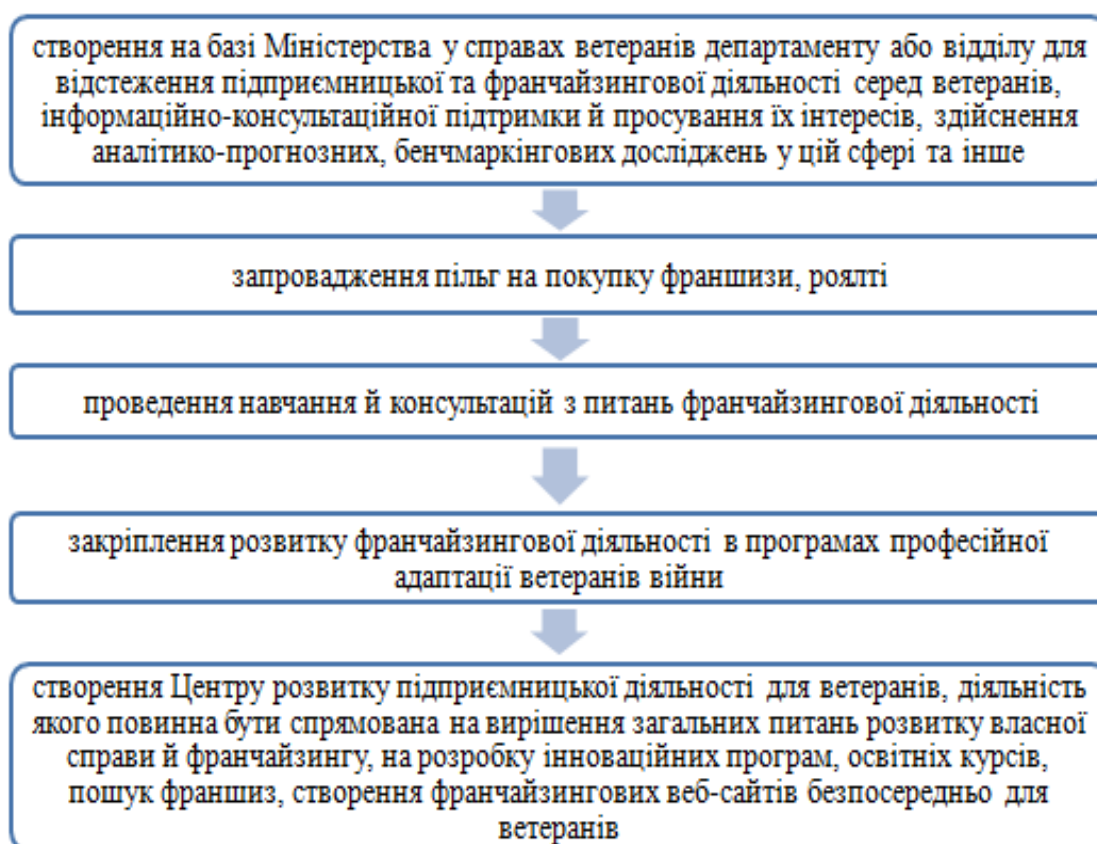 створення на базі Міністерства у справах ветеранів департаменту або відділу для
відстеження підприємницької та франчайзингової діяльності серед ветеранів,
інформаційно-консультаційної підтримки й просування їх інтересів, здійснення
аналітико-прогнозних, бенчмаркінгових досліджень у цій сфері та інше
запровадження пільг на покупку франшизи, роялті
проведення навчання й консультацій з питань франчайзингової діяльності
закріплення розвитку франчайзингової діяльності в програмах професійної
адаптації ветеранів війни
створення Центру розвитку підприємницької діяльності для ветеранів, діяльність
якого повинна бути спрямована на вирішення загальних питань розвитку власної
справи й франчайзингу, на розробку інноваційних програм, освітніх курсів,
пошук франшиз, створення франчайзингових веб-сайтів безпосередньо для
ветеранів